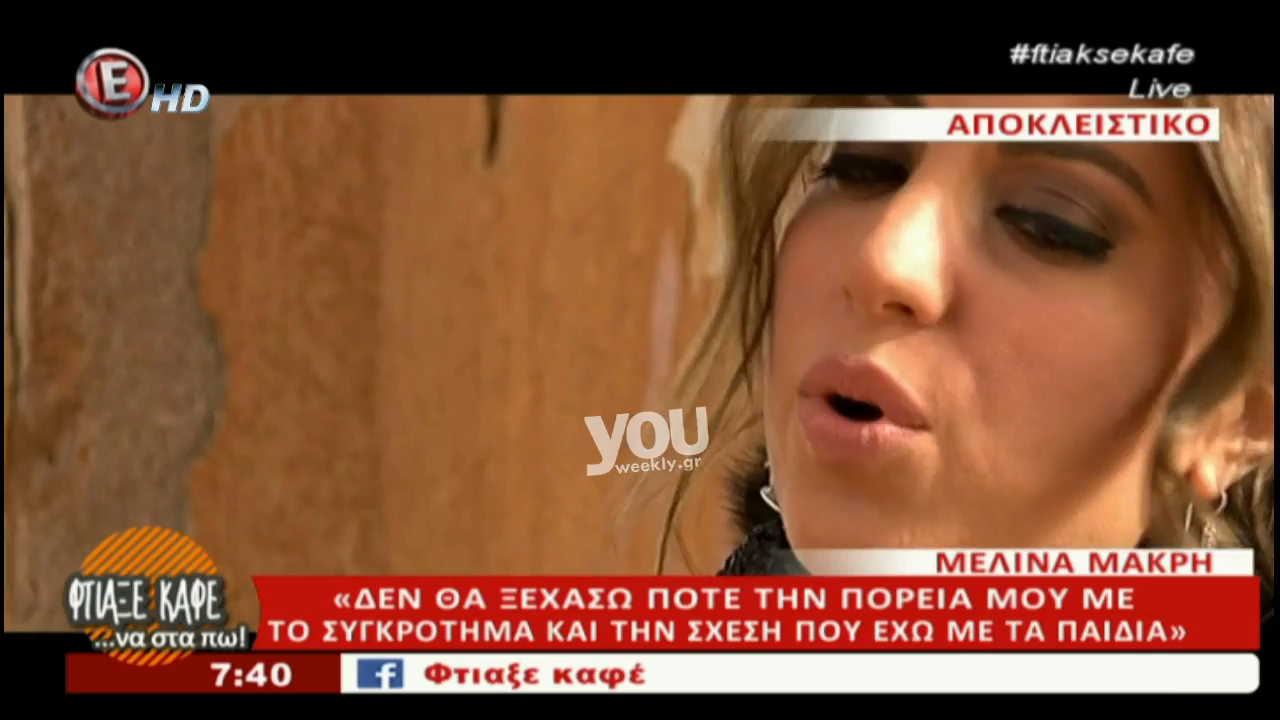 E HD
#ftiaksekafe
Live
ΑΠΟΚΛΕΙΣΤΙΚΟ
you
weekly.gr
ΜΕΛΙΝΑ ΜΑΚΡΗ
ΦΤΙΑΞΕ ΚΑΦΕ
...να στα πω!
«ΔΕΝ ΘΑ ΞΕΧΑΣΩ ΠΟΤΕ ΤΗΝ ΠΟΡΕΙΑ ΜΟΥ ΜΕ
ΤΟ ΣΥΓΚΡΟΤΗΜΑ ΚΑΙ ΤΗΝ ΣΧΕΣΗ ΠΟΥ ΕΧΩ ΜΕ ΤΑ ΠΑΙΔΙΑ»
7:40 f Φτιαξε καφέ